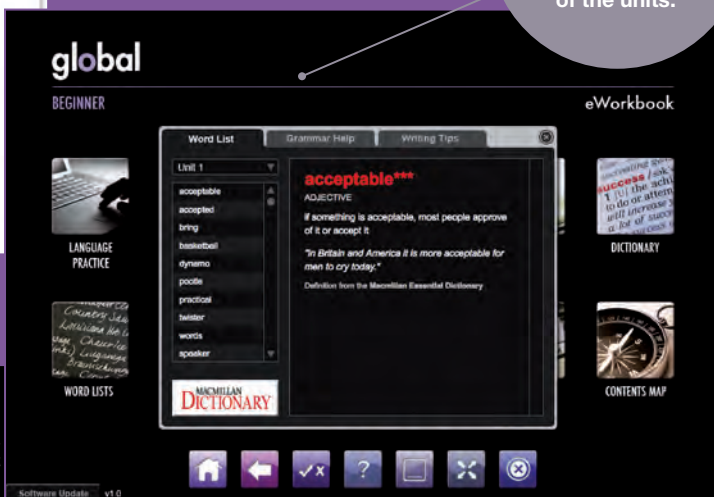 of the units.
global
BEGINNER
eWorkbook
Word List
Grammar Help
Writing Tips
Unit 1
acceptable
accepted
bring
basketball
dynamo
poodle
practical
twister
words
speaker
MACMILLAN
DICTIONARY
acceptable***
ADJECTIVE
if something is acceptable, most people approve
of it or accept it
"In Britain and America it is more acceptable for
men to cry today."
Definition from the Macmillan Essential Dictionary
LANGUAGE
PRACTICE
WORD LISTS
success
DICTIONARY
CONTENTS MAP
Software Update
v1.0